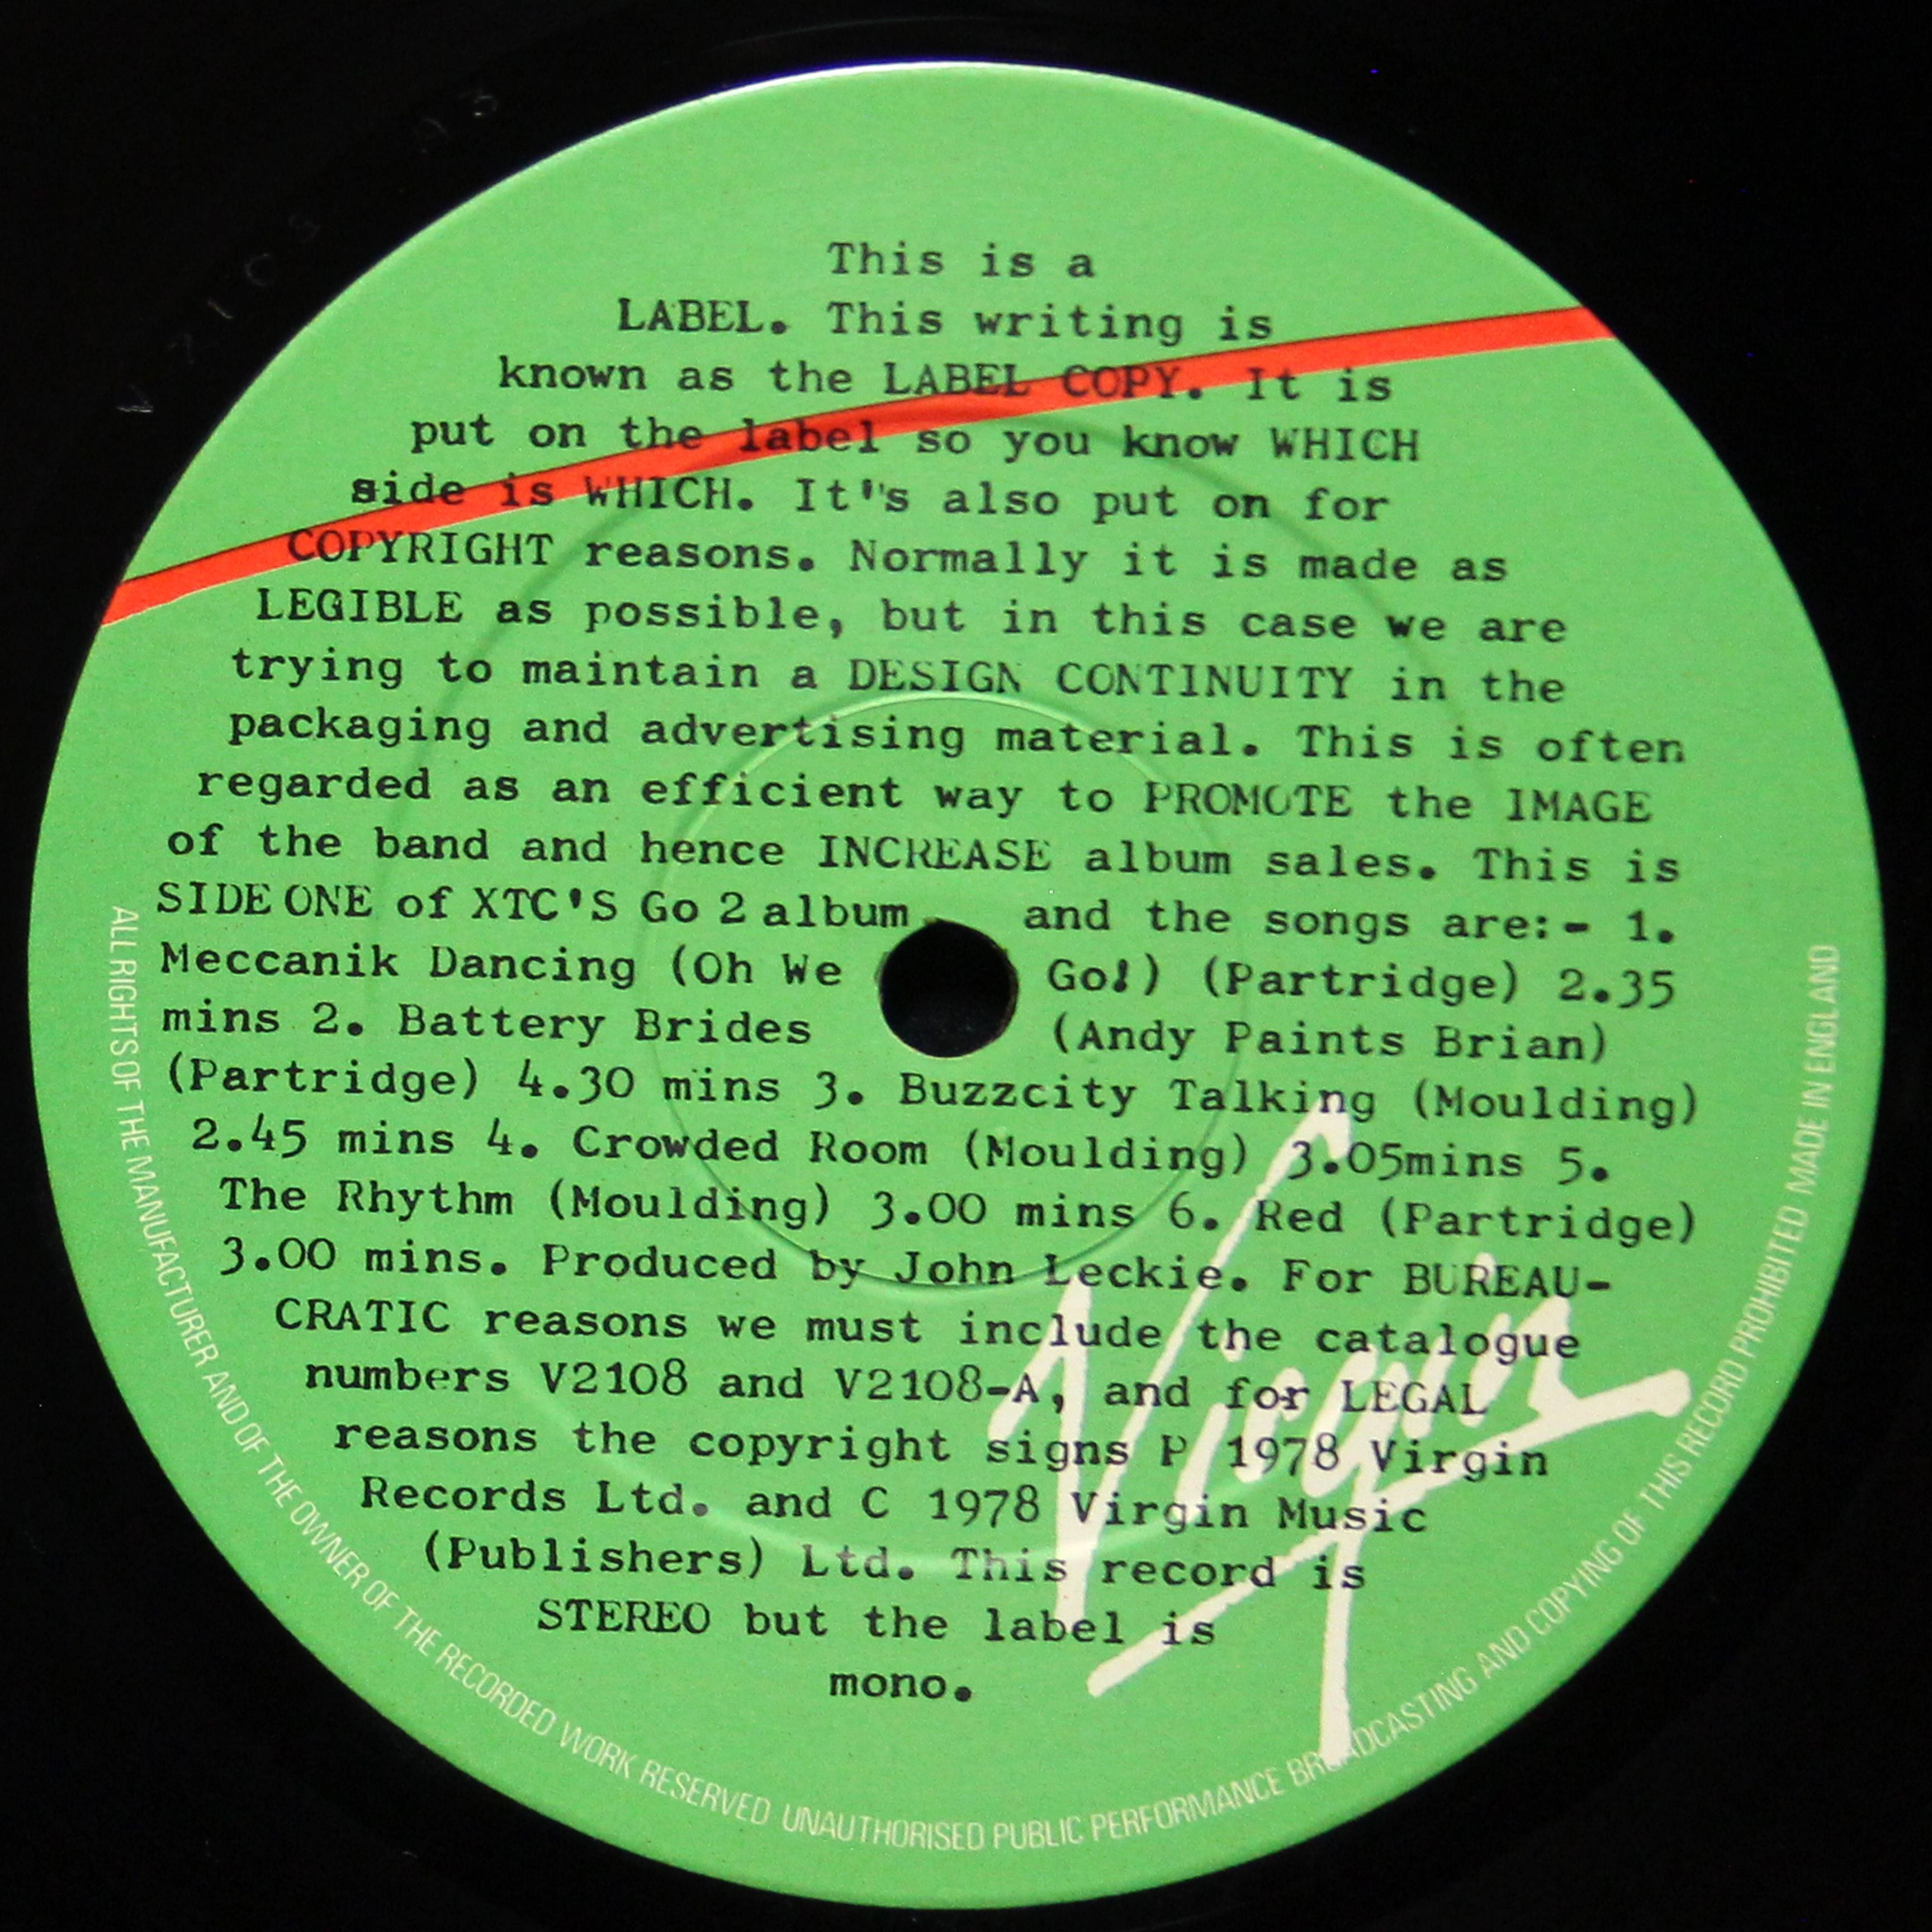 This is a
LABEL. This writing is
known as the LABEL COPY. It is
put on the label so you know WHICH
side is WHICH. It's also put on for
COPYRIGHT reasons. Normally it is made as
LEGIBLE as possible, but in this case we are
trying to maintain a DESIGN CONTINUITY in the
packaging and advertising material. This is often
regarded as an efficient way to PROMOTE the IMAGE
of the band and hence INCREASE album sales. This is
SIDE ONE of XTC'S Go 2 album and the songs are:- 1.
Meccanik Dancing (Oh We Go!) (Partridge) 2.35
mins 2. Battery Brides (Andy Paints Brian)
(Partridge) 4.30 mins 3. Buzzcity Talking (Moulding)
2.45 mins 4. Crowded Room (Moulding) 3.05mins 5.
The Rhythm (Moulding) 3.00 mins 6. Red (Partridge)
3.00 mins. Produced by John Leckie. For BUREAU-
CRATIC reasons we must include the catalogue
numbers V2108 and V2108-A, and for LEGAL
reasons the copyright signs P 1978 Virgin
Records Ltd. and C 1978 Virgin Music
(Publishers) Ltd. This record is
STEREO but the label is
mono.
Virgin
ALL RIGHTS OF THE MANUFACTURER AND OF THE OWNER OF THE RECORDED WORK RESERVED UNAUTHORISED PUBLIC PERFORMANCE BROADCASTING AND COPYING OF THIS RECORD PROHIBITED MADE IN ENGLAND